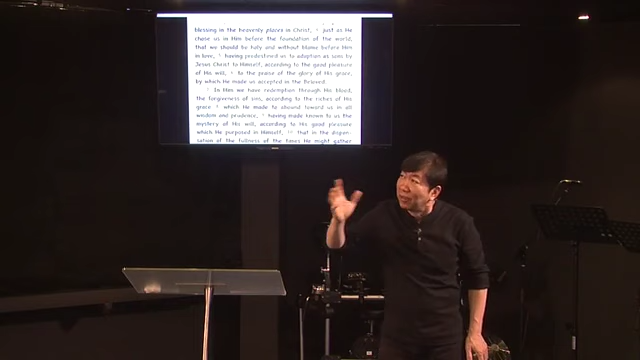 blessing in the heavenly places in Christ, 4 just as He
chose us in Him before the foundation of the world,
that we should be holy and without blame before Him
in love, 5 having predestined us to adoption as sons by
Jesus Christ to Himself, according to the good pleasure
of His will, 6 to the praise of the glory of His grace,
by which He made us accepted in the Beloved.
7 In Him we have redemption through His blood,
the forgiveness of sins, according to the riches of His
grace 8 which He made to abound toward us in all
wisdom and prudence, 9 having made known to us the
mystery of His will, according to His good pleasure
which He purposed in Himself, 10 that in the dispen-
sation of the fullness of the times He might gather